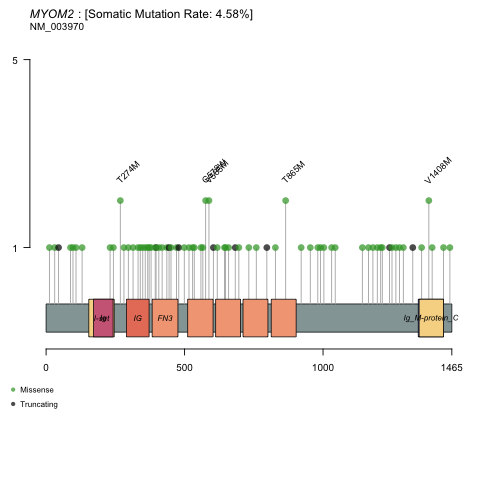 MYOM2 : [Somatic Mutation Rate: 4.58%]
NM_003970
5
1
T274M
T865M
V1408M
IG
FN3
Ig_M-protein_C
0
500
1000
1465
Missense
Truncating